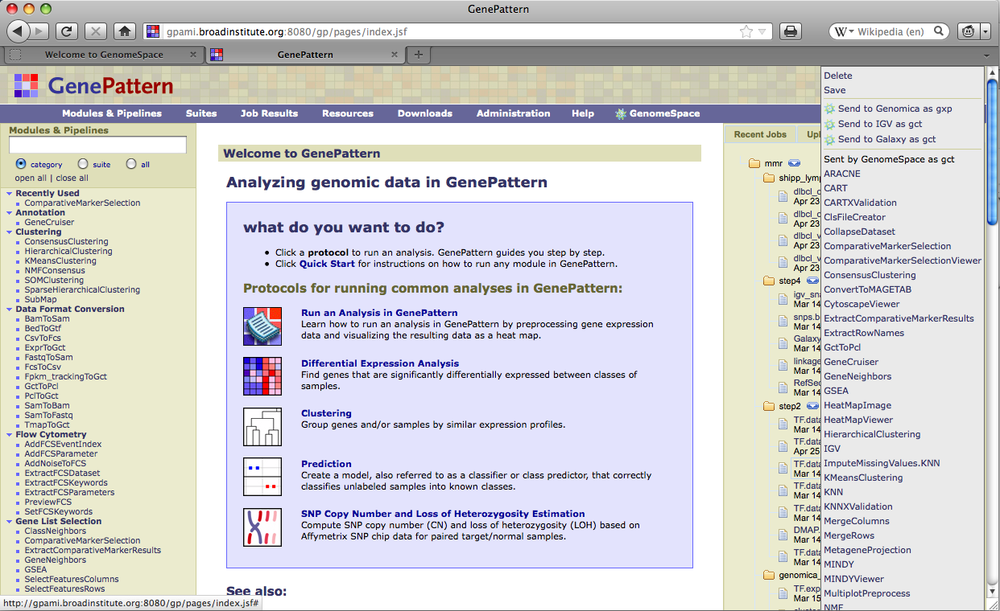 GenePattern
gpami.broadinstitute.org:8080/gp/pages/index.jsf
W
Wikipedia (en)
Welcome to GenomeSpace
GenePattern
GenePattern
Modules & Pipelines Suites Job Results Resources Downloads Administration Help GenomeSpace
Modules & Pipelines
category suite all
open all | close all
Recently Used
ComparativeMarkerSelection
Annotation
GeneCruiser
Clustering
ConsensusClustering
HierarchicalClustering
KMeansClustering
NMFConsensus
SOMClustering
SparseHierarchicalClustering
SubMap
Data Format Conversion
BamToSam
BedToGtf
CsvToFcs
ExprToGct
FastqToSam
FcsToCsv
Fpkm_trackingToGct
GctToPcl
PclToGct
SamToBam
SamToFastq
TmapToGct
Flow Cytometry
AddFCSEventIndex
AddFCSParameter
AddNoiseToFCS
ExtractFCSDataset
ExtractFCSKeywords
ExtractFCSParameters
PreviewFCS
SetFCSKeywords
Gene List Selection
ClassNeighbors
ComparativeMarkerSelection
ExtractComparativeMarkerResults
GeneNeighbors
GSEA
SelectFeaturesColumns
SelectFeaturesRows
http://gpami.broadinstitute.org:8080/gp/pages/index.jsf#
Welcome to GenePattern
Analyzing genomic data in GenePattern
what do you want to do?
• Click a protocol to run an analysis. GenePattern guides you step by step.
• Click Quick Start for instructions on how to run any module in GenePattern.
Protocols for running common analyses in GenePattern:
Run an Analysis in GenePattern
Learn how to run an analysis in GenePattern by preprocessing gene expression
data and visualizing the resulting data as a heat map.
Differential Expression Analysis
Find genes that are significantly differentially expressed between classes of
samples.
Clustering
Group genes and/or samples by similar expression profiles.
Prediction
Create a model, also referred to as a classifier or class predictor, that correctly
classifies unlabeled samples into known classes.
SNP Copy Number and Loss of Heterozygosity Estimation
Compute SNP copy number (CN) and loss of heterozygosity (LOH) based on
Affymetrix SNP chip data for paired target/normal samples.
See also:
Recent Jobs
mmr
shipp_lym
dlbcl_
Apr 23
dlbcl_
Apr 23
dlbcl_v
Apr 23
dlbcl_v
Apr 23
step4
igv_sna
Mar 14
snps.b
Mar 14
Galaxy
Mar 14
linkage
Mar 14
RefSec
Mar 14
step2
TF.data
Mar 14
TF.data
Apr 25
TF.data
Mar 14
TF.data
Mar 14
TF.data
Mar 14
DMAP.
Mar 14
TF.data
Mar 14
genomica_
TF.exp
Mar 15
Delete
Save
Send to Genomica as gxp
Send to IGV as gct
Send to Galaxy as gct
Sent by GenomeSpace as gct
ARACNE
CART
CARTXValidation
ClsFileCreator
CollapseDataset
ComparativeMarkerSelection
ComparativeMarkerSelectionViewer
ConsensusClustering
ConvertToMAGETAB
CytoscapeViewer
ExtractComparativeMarkerResults
ExtractRowNames
GctToPcl
GeneCruiser
GeneNeighbors
GSEA
HeatMapImage
HeatMapViewer
HierarchicalClustering
IGV
ImputeMissingValues.KNN
KMeansClustering
KNN
KNNXValidation
MergeColumns
MergeRows
MetageneProjection
MINDY
MINDYViewer
MultiplotPreprocess
NMF